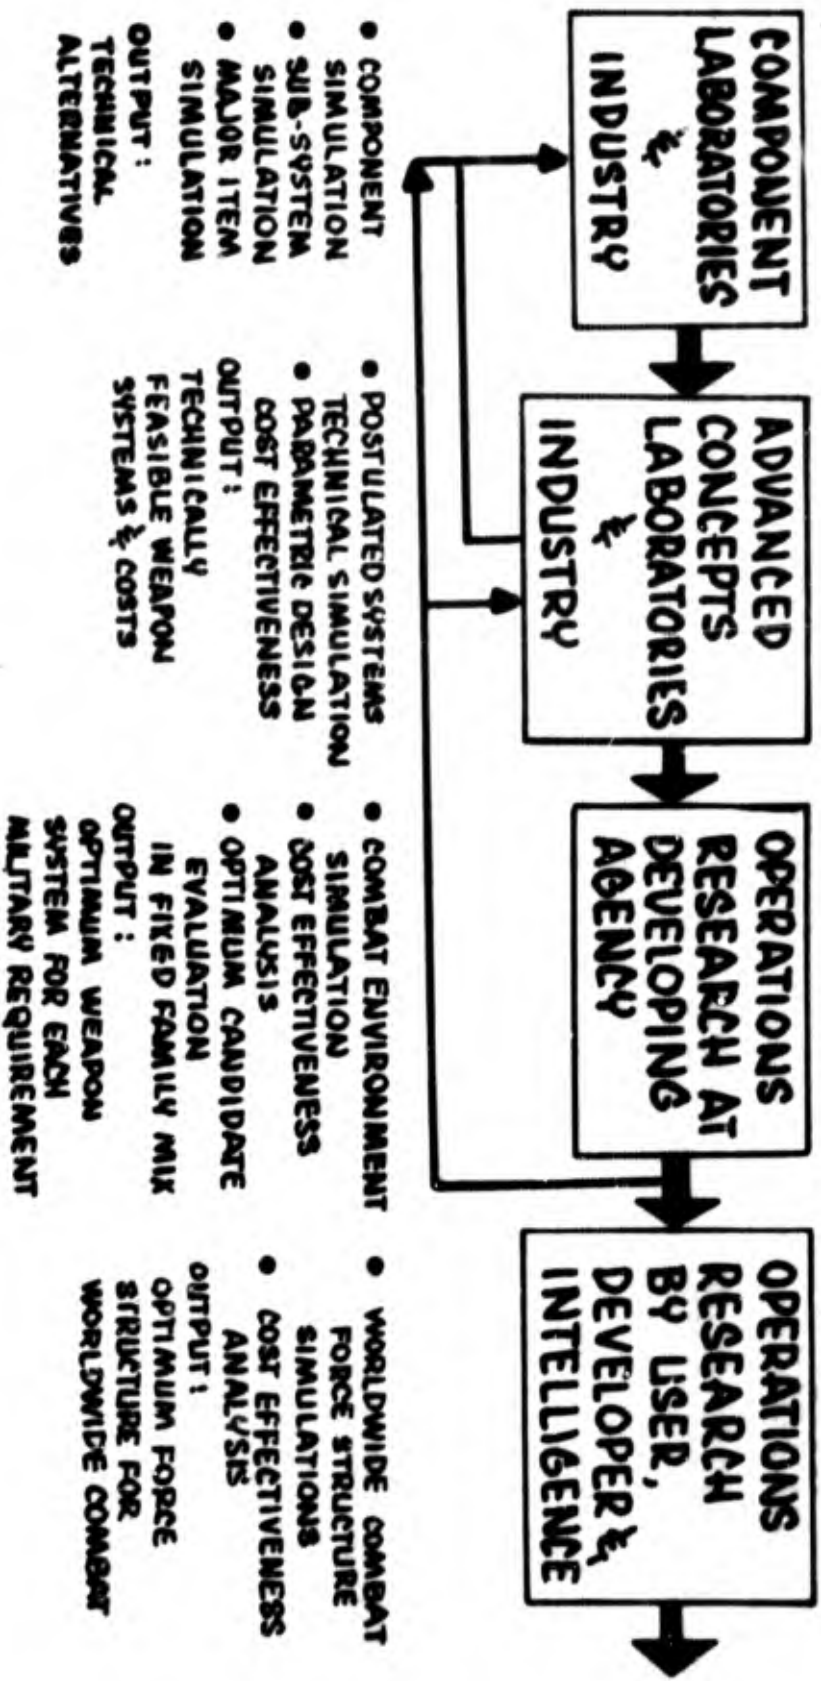 COMPONENT
LABORATORIES
&
INDUSTRY
ADVANCED
CONCEPTS
LABORATORIES
&
INDUSTRY
OPERATIONS
RESEARCH AT
DEVELOPING
AGENCY
OPERATIONS
RESEARCH
BY USER,
DEVELOPER &
INTELLIGENCE
• COMPONENT
SIMULATION
• SUB-SYSTEM
SIMULATION
• MAJOR ITEM
SIMULATION
OUTPUT:
TECHNICAL
ALTERNATIVES
• POSTULATED SYSTEMS
TECHNICAL SIMULATION
• PARAMETRIC DESIGN
COST EFFECTIVENESS
OUTPUT:
TECHNICALLY
FEASIBLE WEAPON
SYSTEMS & COSTS
• COMBAT ENVIRONMENT
SIMULATION
• COST EFFECTIVENESS
ANALYSIS
• OPTIMUM CANDIDATE
EVALUATION
IN FIXED FAMILY MIX
OUTPUT:
OPTIMUM WEAPON
SYSTEM FOR EACH
MILITARY REQUIREMENT
• WORLDWIDE COMBAT
FORCE STRUCTURE
SIMULATIONS
• COST EFFECTIVENESS
ANALYSIS
OUTPUT:
OPTIMUM FORCE
STRUCTURE FOR
WORLDWIDE COMBAT